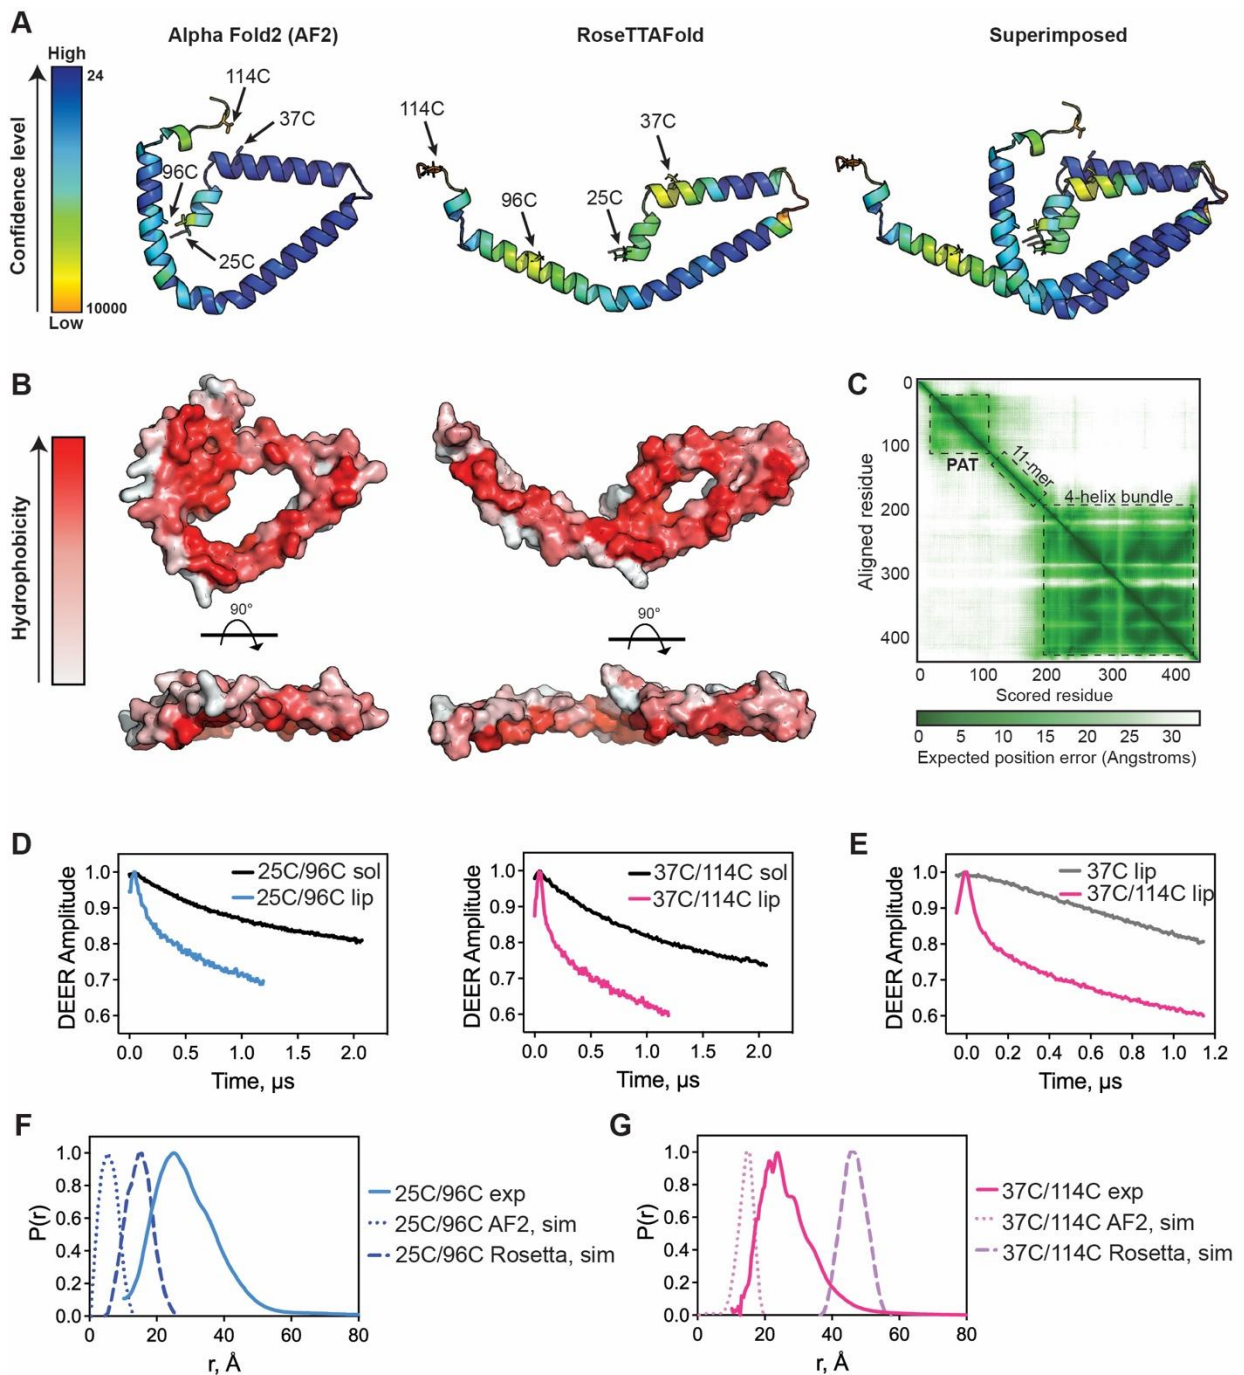 A
Alpha Fold2 (AF2)
RoseTTAFold
Superimposed
High
24
Confidence level
10000
Low
114C
37C
96C
25C
114C
37C
96C
25C
B
Hydrophobicity
90°
90°
C
0
100
200
300
400
Aligned residue
PAT
11-mer
4-helix bundle
0 100 200 300 400
Scored residue
0 5 10 15 20 25 30
Expected position error (Angstroms)
D
DEER Amplitude
1.0
0.9
0.8
0.7
0.6
25C/96C sol
25C/96C lip
0.0 0.5 1.0 1.5 2.0
Time, µs
DEER Amplitude
1.0
0.9
0.8
0.7
0.6
37C/114C sol
37C/114C lip
0.0 0.5 1.0 1.5 2.0
Time, µs
E
DEER Amplitude
1.0
0.9
0.8
0.7
0.6
37C lip
37C/114C lip
0.0 0.2 0.4 0.6 0.8 1.0 1.2
Time, µs
F
P(r)
1.0
0.8
0.6
0.4
0.2
0.0
0 20 40 60 80
r, Å
25C/96C exp
25C/96C AF2, sim
25C/96C Rosetta, sim
G
P(r)
1.0
0.8
0.6
0.4
0.2
0.0
0 20 40 60 80
r, Å
37C/114C exp
37C/114C AF2, sim
37C/114C Rosetta, sim